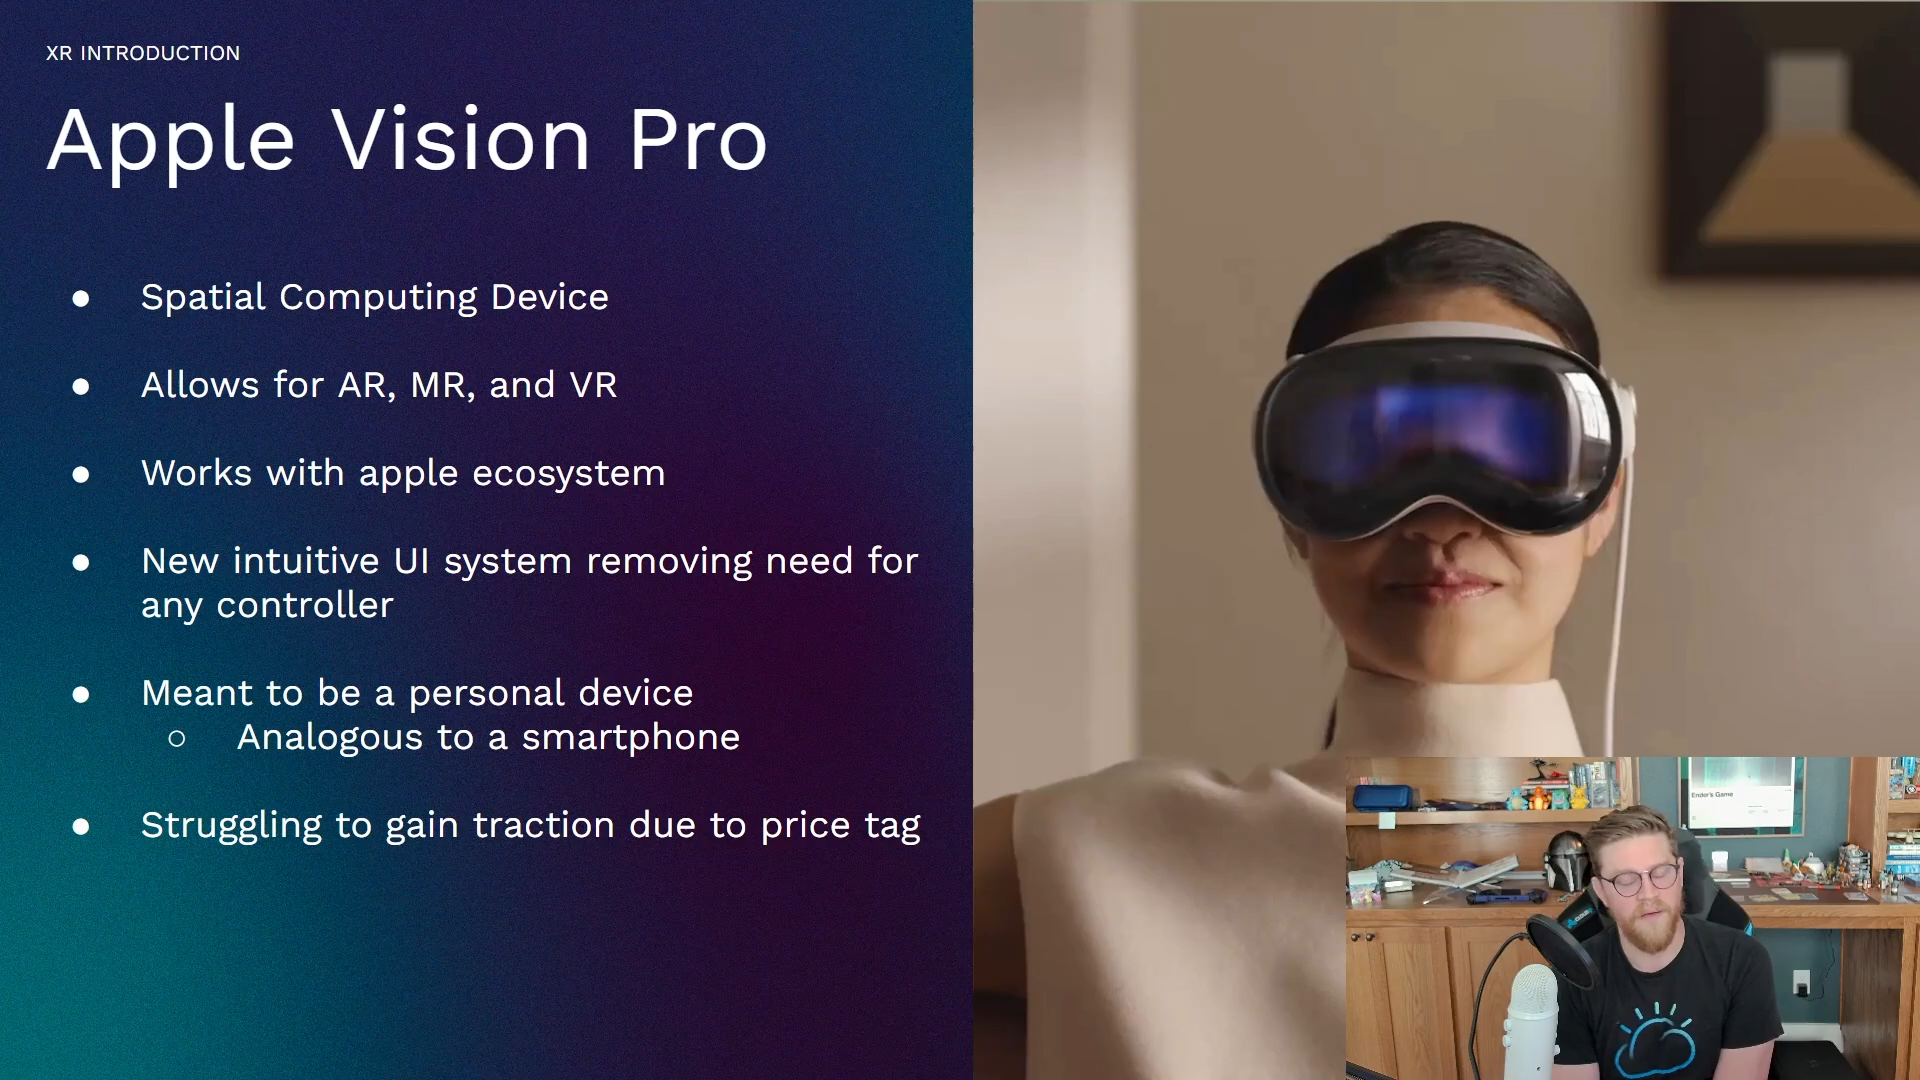 XR INTRODUCTION
Apple Vision Pro
● Spatial Computing Device
● Allows for AR, MR, and VR
● Works with apple ecosystem
● New intuitive UI system removing need for
any controller
● Meant to be a personal device
○ Analogous to a smartphone
● Struggling to gain traction due to price tag
Ender's Game